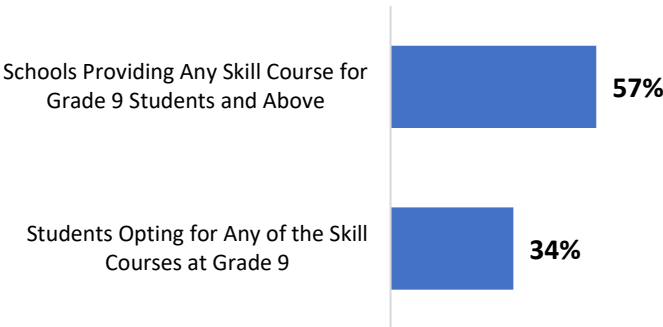 Schools Providing Any Skill Course for
Grade 9 Students and Above
57%
Students Opting for Any of the Skill
Courses at Grade 9
34%